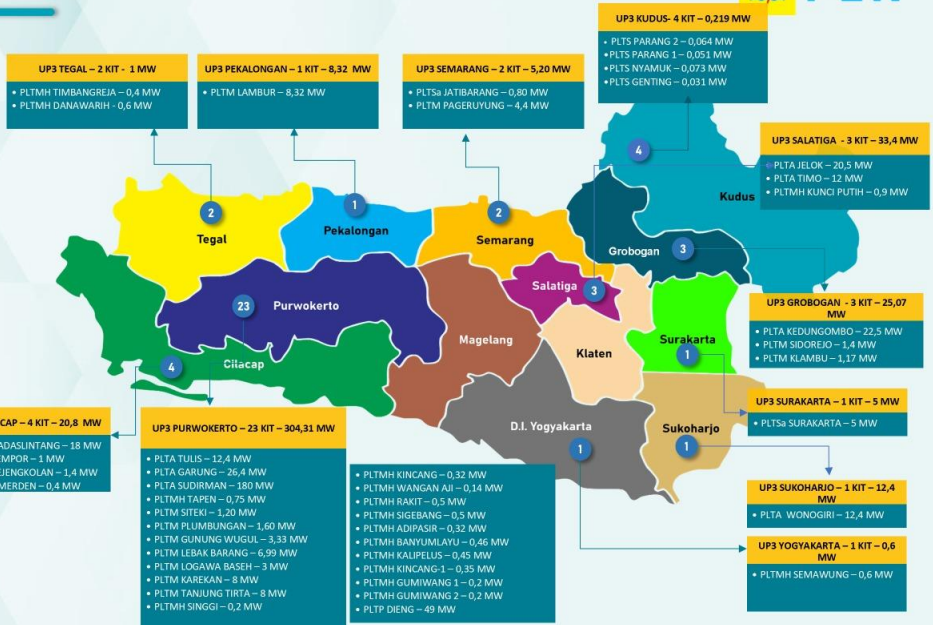 UP3 KUDUS- 4 KIT – 0,219 MW
• PLTS PARANG 2 – 0,064 MW
•PLTS PARANG 1 – 0,051 MW
•PLTS NYAMUK – 0,073 MW
•PLTS GENTING – 0,031 MW
UP3 TEGAL – 2 KIT - 1 MW
• PLTMH TIMBANGREJA – 0,4 MW
• PLTMH DANAWARIH - 0,6 MW
UP3 PEKALONGAN – 1 KIT – 8,32 MW
• PLTM LAMBUR – 8,32 MW
UP3 SEMARANG – 2 KIT – 5,20 MW
• PLTSa JATIBARANG – 0,80 MW
• PLTM PAGERUYUNG – 4,4 MW
UP3 SALATIGA - 3 KIT – 33,4 MW
• PLTA JELOK – 20,5 MW
• PLTA TIMO – 12 MW
• PLTMH KUNCI PUTIH – 0,9 MW
4
Kudus
2
Tegal
1
Pekalongan
2
Semarang
Grobogan
3
Salatiga
3
23
Purwokerto
Magelang
Klaten
Surakarta
1
4
Cilacap
D.I. Yogyakarta
1
Sukoharjo
1
UP3 GROBOGAN - 3 KIT – 25,07
MW
• PLTA KEDUNGOMBO – 22,5 MW
• PLTM SIDOREJO – 1,4 MW
• PLTM KLAMBU – 1,17 MW
UP3 SURAKARTA – 1 KIT – 5 MW
• PLTSa SURAKARTA – 5 MW
CAP – 4 KIT – 20,8 MW
ADASLINTANG – 18 MW
EMPOR – 1 MW
EJENGKOLAN – 1,4 MW
MERDEN – 0,4 MW
UP3 PURWOKERTO – 23 KIT – 304,31 MW
• PLTA TULIS – 12,4 MW
• PLTA GARUNG – 26,4 MW
• PLTA SUDIRMAN – 180 MW
• PLTMH TAPEN – 0,75 MW
• PLTM SITEKI – 1,20 MW
• PLTM PLUMBUNGAN – 1,60 MW
• PLTM GUNUNG WUGUL – 3,33 MW
• PLTM LEBAK BARANG – 6,99 MW
• PLTM LOGAWA BASEH – 3 MW
• PLTM KAREKAN – 8 MW
• PLTM TANJUNG TIRTA – 8 MW
• PLTMH SINGGI – 0,2 MW
• PLTMH KINCANG – 0,32 MW
• PLTMH WANGAN AJI – 0,14 MW
• PLTMH RAKIT – 0,5 MW
• PLTMH SIGEBANG – 0,5 MW
• PLTMH ADIPASIR – 0,32 MW
• PLTMH BANYUMLAYU – 0,46 MW
• PLTMH KALIPELUS – 0,45 MW
• PLTMH KINCANG-1 – 0,35 MW
• PLTMH GUMIWANG 1 – 0,2 MW
• PLTMH GUMIWANG 2 – 0,2 MW
• PLTP DIENG – 49 MW
UP3 SUKOHARJO – 1 KIT – 12,4
MW
• PLTA WONOGIRI – 12,4 MW
UP3 YOGYAKARTA – 1 KIT – 0,6
MW
• PLTMH SEMAWUNG – 0,6 MW